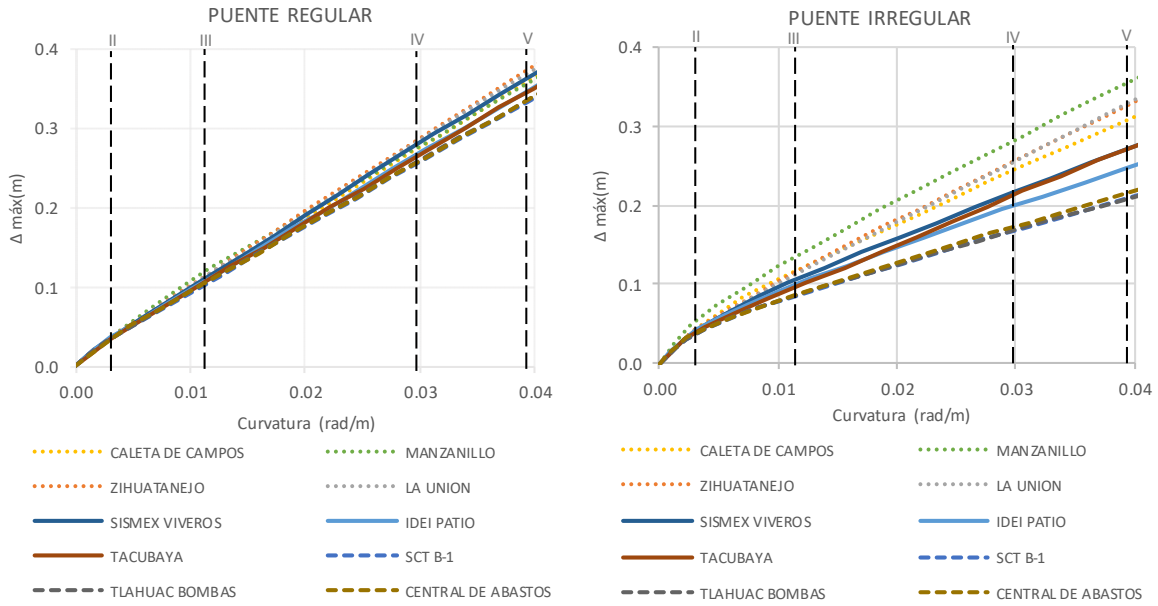 PUENTE REGULAR
II III IV V
0.4
0.3
0.2
0.1
0.0
Δ máx(m)
0.00 0.01 0.02 0.03 0.04
Curvatura (rad/m)
CALETA DE CAMPOS MANZANILLO
ZIHUATANEJO LA UNION
SISMEX VIVEROS IDEI PATIO
TACUBAYA SCT B-1
TLAHUAC BOMBAS CENTRAL DE ABASTOS
PUENTE IRREGULAR
II III IV V
0.4
0.3
0.2
0.1
0.0
Δ máx(m)
0.00 0.01 0.02 0.03 0.04
Curvatura (rad/m)
CALETA DE CAMPOS MANZANILLO
ZIHUATANEJO LA UNION
SISMEX VIVEROS IDEI PATIO
TACUBAYA SCT B-1
TLAHUAC BOMBAS CENTRAL DE ABASTOS